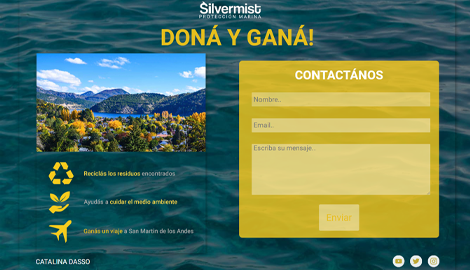 Silvermist
PROTECCIÓN MARINA
DONÁ Y GANÁ!
CONTACTÁNOS
Nombre..
Email..
Escriba su mensaje..
Enviar
Reciclás los residuos encontrados
Ayudás a cuidar el medio ambiente
Ganás un viaje a San Martín de los Andes
CATALINA DASSO